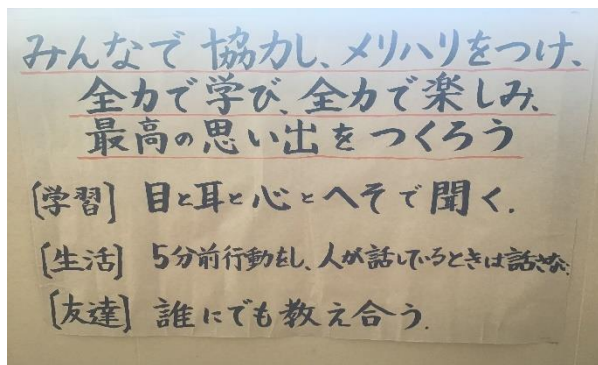 みんなで協力し、メリハリをつけ、
全力で学び、全力で楽しみ、
最高の思い出をつくろう
[学習] 目と耳と心とへそで聞く.
[生活] 5分前行動をし、人が話しているときは話さない.
[友達] 誰にでも教え合う.